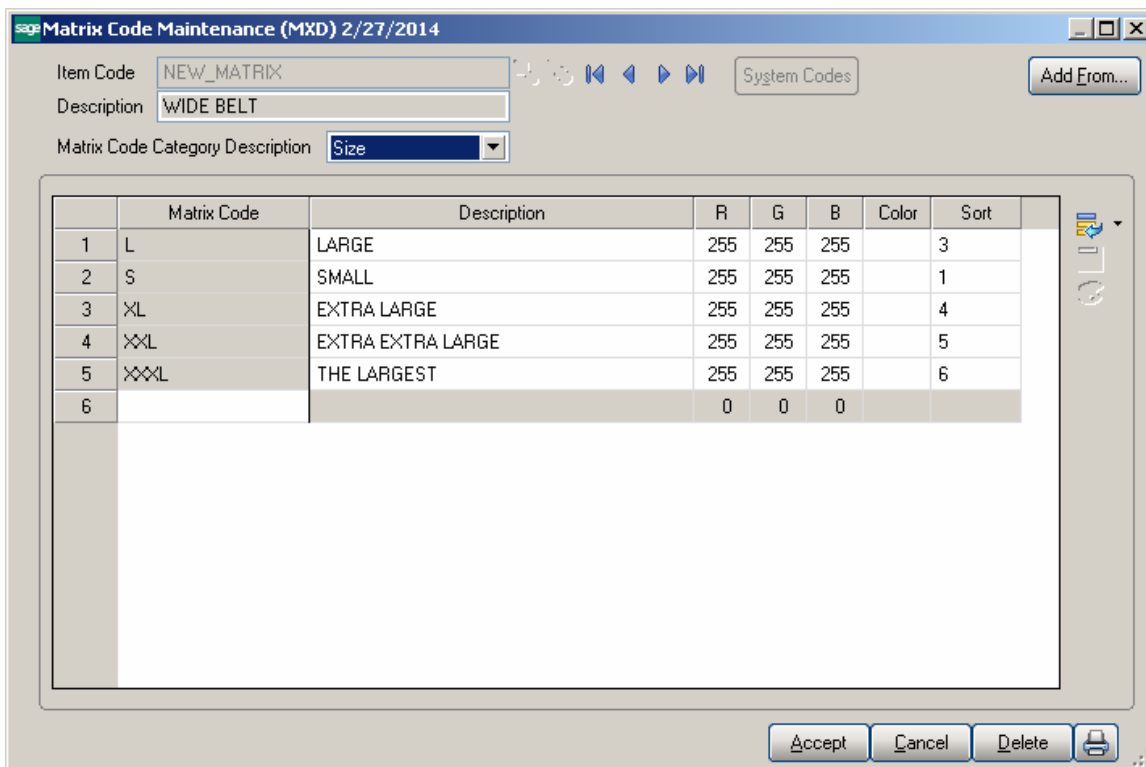 sage Matrix Code Maintenance (MXD) 2/27/2014
Item Code NEW_MATRIX System Codes Add From...
Description WIDE BELT
Matrix Code Category Description Size
Matrix Code Description R G B Color Sort
1 L LARGE 255 255 255 3
2 S SMALL 255 255 255 1
3 XL EXTRA LARGE 255 255 255 4
4 XXL EXTRA EXTRA LARGE 255 255 255 5
5 XXXL THE LARGEST 255 255 255 6
6 0 0 0
Accept Cancel Delete